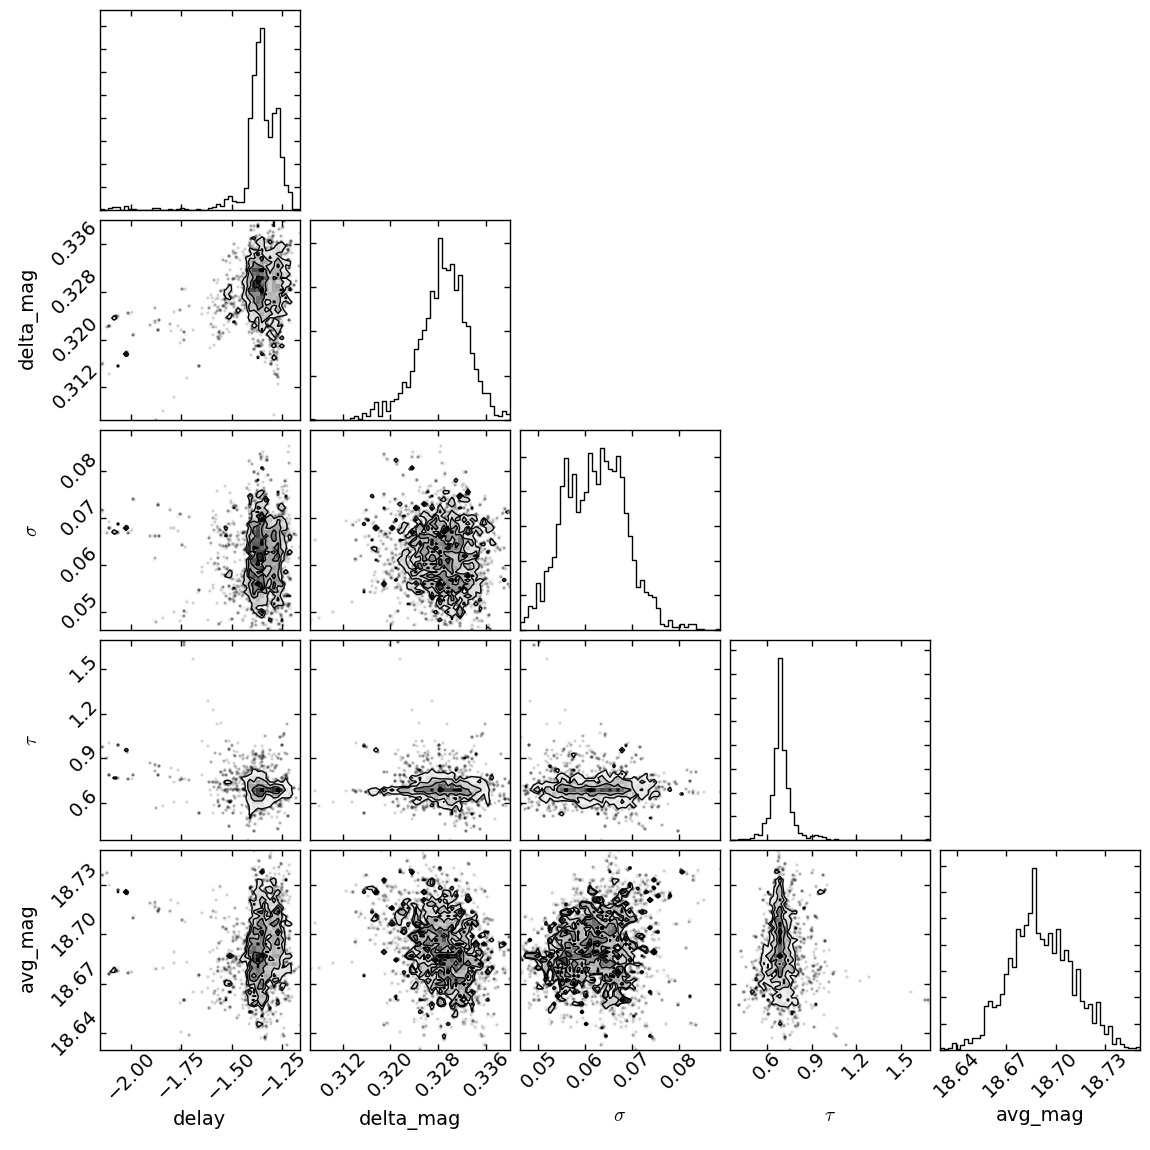 0.336
0.328
0.320
0.312
delta_mag
0.08
0.07
0.06
0.05
σ
1.5
1.2
0.9
0.6
τ
18.73
18.70
18.67
18.64
avg_mag
−2.00 −1.75 −1.50 −1.25
delay
0.312 0.320 0.328 0.336
delta_mag
0.05 0.06 0.07 0.08
σ
0.6 0.9 1.2 1.5
τ
18.64 18.67 18.70 18.73
avg_mag